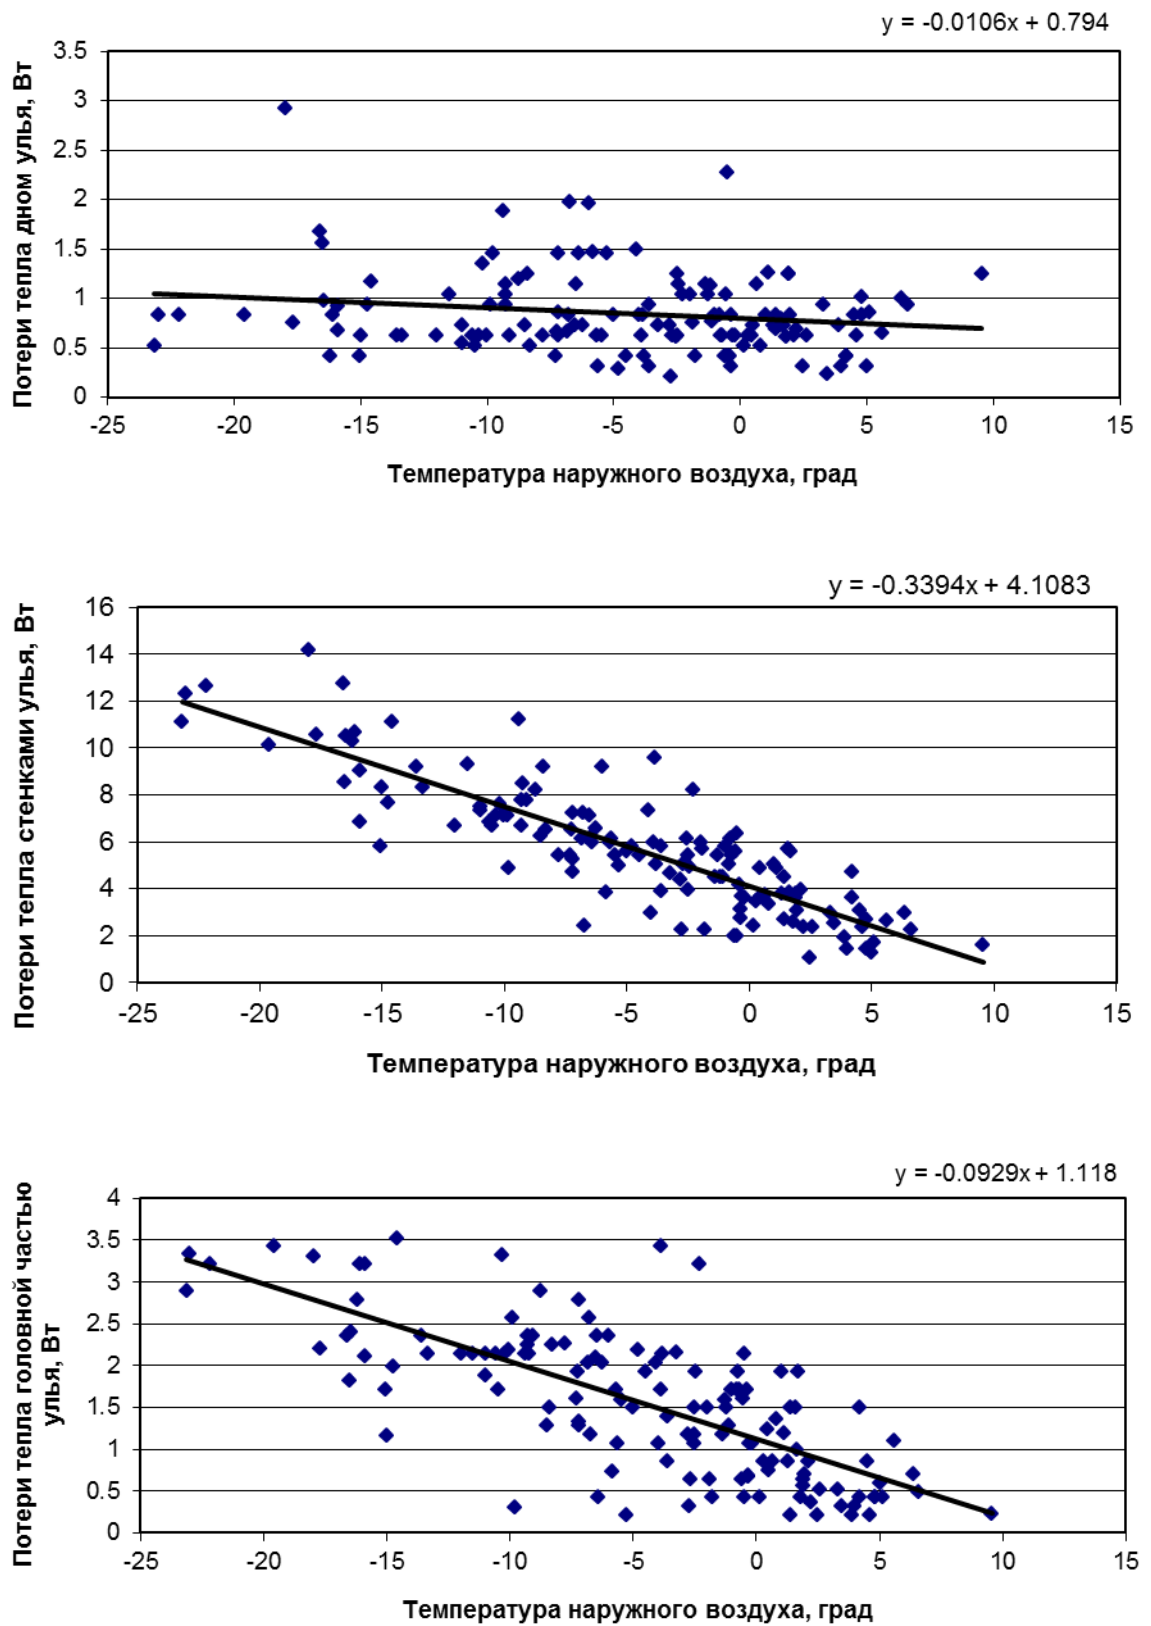 y = -0.0106x + 0.794
Потери тепла дном улья, Вт
3.5
3
2.5
2
1.5
1
0.5
0
-25 -20 -15 -10 -5 0 5 10 15
Температура наружного воздуха, град
y = -0.3394x + 4.1083
Потери тепла стенками улья, Вт
16
14
12
10
8
6
4
2
0
-25 -20 -15 -10 -5 0 5 10 15
Температура наружного воздуха, град
y = -0.0929x + 1.118
Потери тепла головной частью
улья, Вт
4
3.5
3
2.5
2
1.5
1
0.5
0
-25 -20 -15 -10 -5 0 5 10 15
Температура наружного воздуха, град